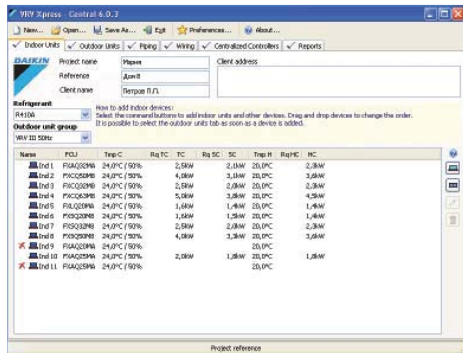 VRV Xpress - Central 6.0.3
New... Open... Save As... Exit Preferences... About...
Indoor Units Outdoor Units Piping Wiring Centralized Controllers Reports
DAIKIN Project name Мария Client address
Reference Дом 8
Client name Петров П.П.
Refrigerant
R410A
How to add indoor devices:
Select the command buttons to add indoor units and other devices. Drag and drop devices to change the order.
It is possible to select the outdoor units tab as soon as a device is added.
Outdoor unit group
VRV III 50Hz
Name FCU Tmp C Rq TC TC Rq SC SC Tmp H Rq HC HC
Ind 1 FXAQ32MA 24,0°C / 50% 2,5kW 2,1kW 20,0°C 2,3kW
Ind 2 FXCQ50M8 24,0°C / 50% 4,0kW 3,1kW 20,0°C 3,6kW
Ind 3 FXCQ32M8 24,0°C / 50% 2,5kW 2,0kW 20,0°C 2,3kW
Ind 4 FXCQ63M8 24,0°C / 50% 5,0kW 3,8kW 20,0°C 4,5kW
Ind 5 FXLQ20MA 24,0°C / 50% 1,6kW 1,4kW 20,0°C 1,4kW
Ind 6 FXSQ20M8 24,0°C / 50% 1,6kW 1,5kW 20,0°C 1,4kW
Ind 7 FXSQ32M8 24,0°C / 50% 2,5kW 2,0kW 20,0°C 2,3kW
Ind 8 FXSQ50M8 24,0°C / 50% 4,0kW 3,3kW 20,0°C 3,6kW
Ind 9 FXAQ20MA 24,0°C / 50% 20,0°C
Ind 10 FXAQ25MA 24,0°C / 50% 2,0kW 1,8kW 20,0°C 1,8kW
Ind 11 FXAQ25MA 24,0°C / 50% 20,0°C
Project reference